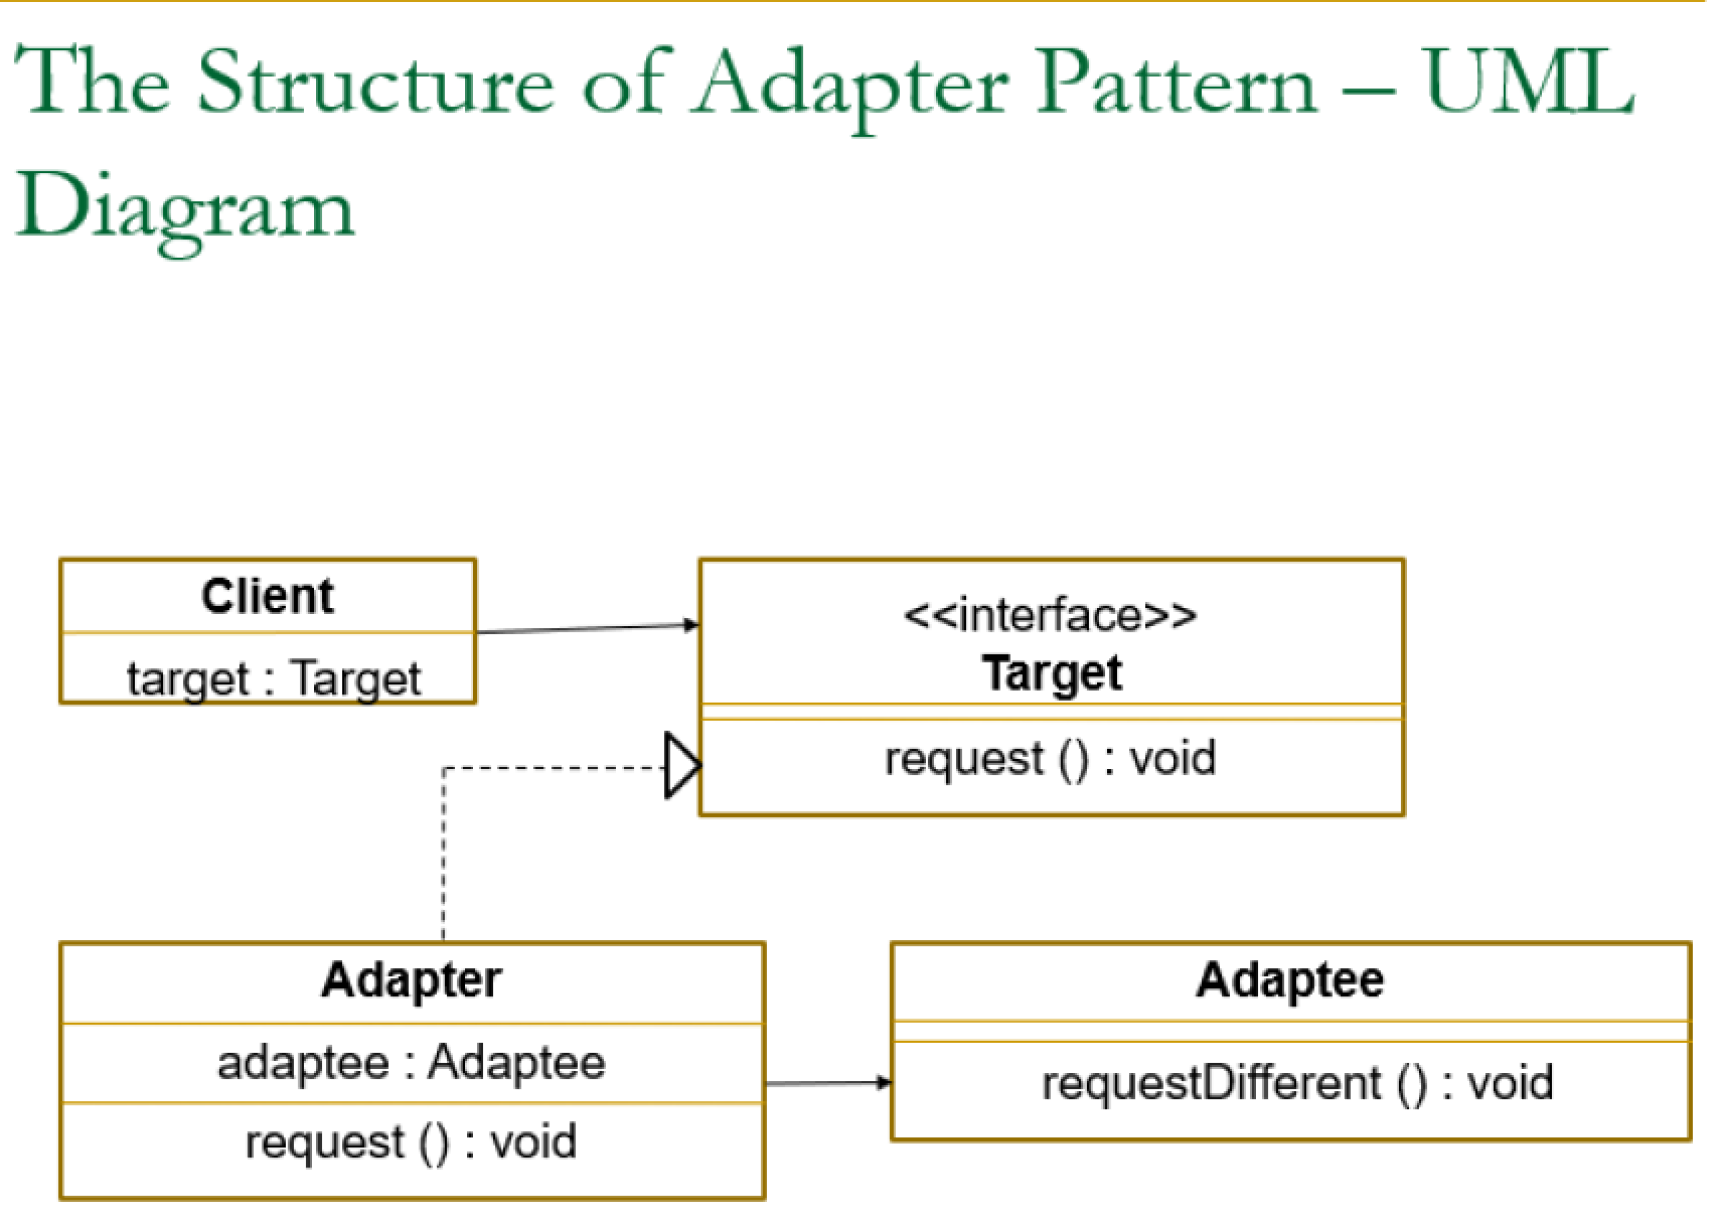 The Structure of Adapter Pattern – UML
Diagram
Client
target : Target
<<interface>>
Target
request () : void
Adapter
adaptee : Adaptee
request () : void
Adaptee
requestDifferent () : void